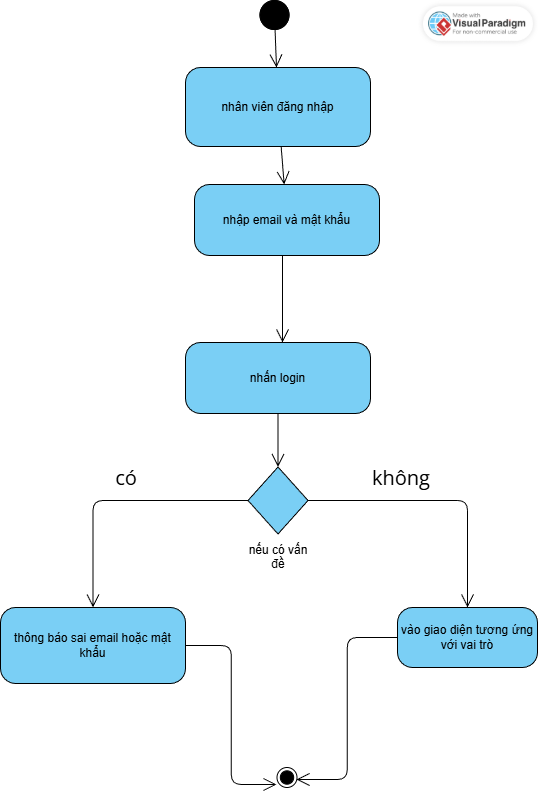 Made with
Visual Paradigm
For non-commercial use
nhân viên đăng nhập
nhập email và mật khẩu
nhấn login
có
không
nếu có vấn
đề
thông báo sai email hoặc mật
khẩu
vào giao diện tương ứng
với vai trò